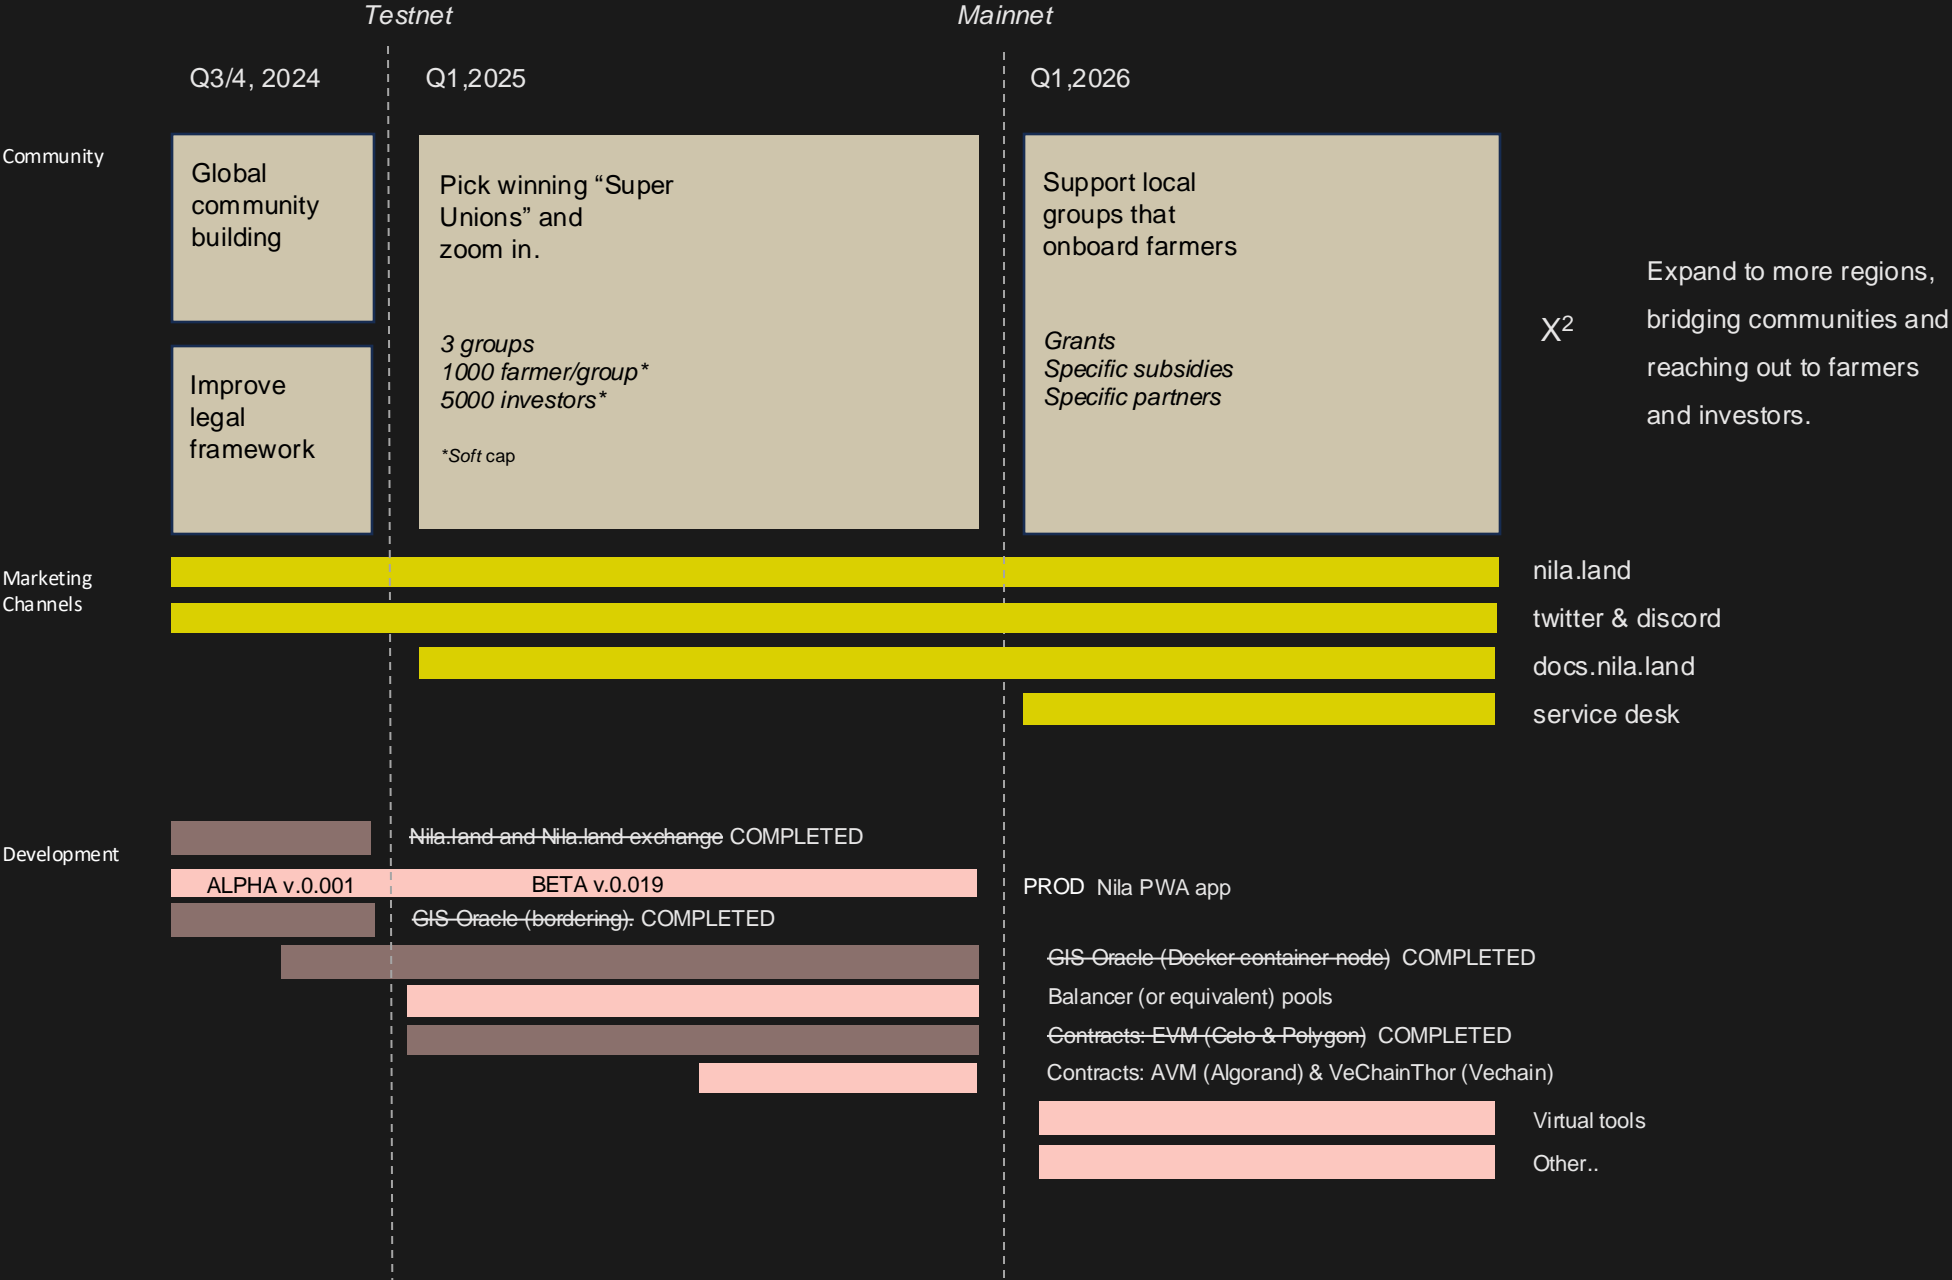 Testnet
Mainnet
Q3/4, 2024
Q1,2025
Q1,2026
Community
Global
community
building
Improve
legal
framework
Pick winning “Super
Unions” and
zoom in.
3 groups
1000 farmer/group*
5000 investors*
*Soft cap
Support local
groups that
onboard farmers
Grants
Specific subsidies
Specific partners
X²
Expand to more regions,
bridging communities and
reaching out to farmers
and investors.
Marketing
Channels
nila.land
twitter & discord
docs.nila.land
service desk
Development
Nila.land and Nila.land exchange COMPLETED
ALPHA v.0.001
BETA v.0.019
PROD Nila PWA app
GIS Oracle (bordering). COMPLETED
GIS Oracle (Docker container node) COMPLETED
Balancer (or equivalent) pools
Contracts: EVM (Celo & Polygon) COMPLETED
Contracts: AVM (Algorand) & VeChainThor (Vechain)
Virtual tools
Other..